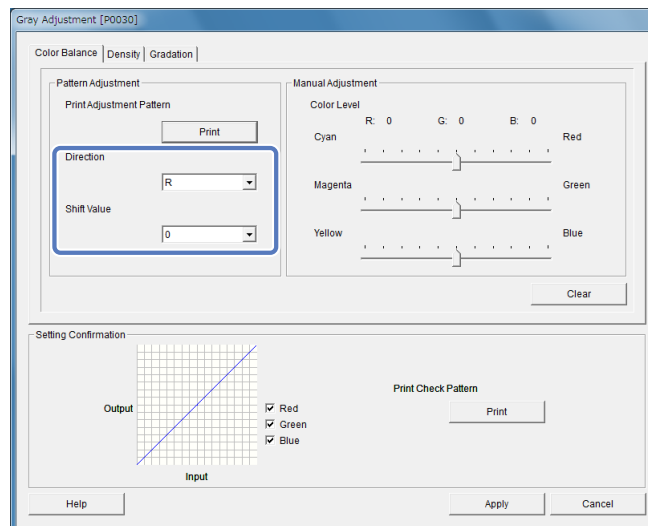 Gray Adjustment [P0030]
Color Balance Density Gradation
Pattern Adjustment
Print Adjustment Pattern
Print
Direction
R
Shift Value
0
Manual Adjustment
Color Level
R: 0 G: 0 B: 0
Cyan Red
Magenta Green
Yellow Blue
Clear
Setting Confirmation
Output
Input
Red
Green
Blue
Print Check Pattern
Print
Help Apply Cancel